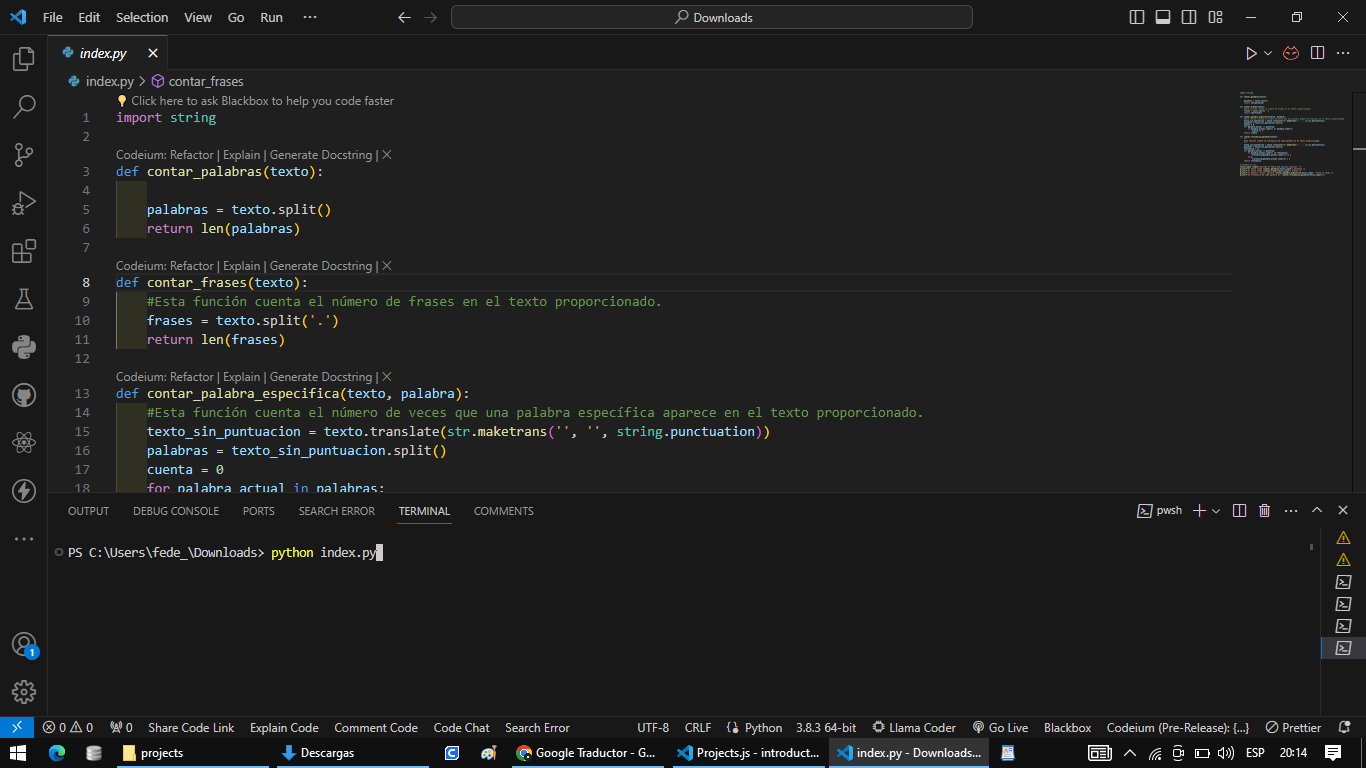 File Edit Selection View Go Run ··· Downloads
index.py
index.py > contar_frases
Click here to ask Blackbox to help you code faster
1 import string
2
Codeium: Refactor | Explain | Generate Docstring | X
3 def contar_palabras(texto):
4
5 palabras = texto.split()
6 return len(palabras)
7
Codeium: Refactor | Explain | Generate Docstring | X
8 def contar_frases(texto):
9 #Esta función cuenta el número de frases en el texto proporcionado.
10 frases = texto.split('.')
11 return len(frases)
12
Codeium: Refactor | Explain | Generate Docstring | X
13 def contar_palabra_especifica(texto, palabra):
14 #Esta función cuenta el número de veces que una palabra específica aparece en el texto proporcionado.
15 texto_sin_puntuacion = texto.translate(str.maketrans('', '', string.punctuation))
16 palabras = texto_sin_puntuacion.split()
17 cuenta = 0
18 for palabra_actual in palabras:
OUTPUT DEBUG CONSOLE PORTS SEARCH ERROR TERMINAL COMMENTS pwsh
PS C:\Users\fede_\Downloads> python index.py
1
0 0 0 Share Code Link Explain Code Comment Code Code Chat Search Error UTF-8 CRLF Python 3.8.3 64-bit Llama Coder Go Live Blackbox Codeium (Pre-Release): {...} Prettier
projects Descargas Google Traductor - G... Projects.js - introduct... index.py - Downloads... ESP 20:14